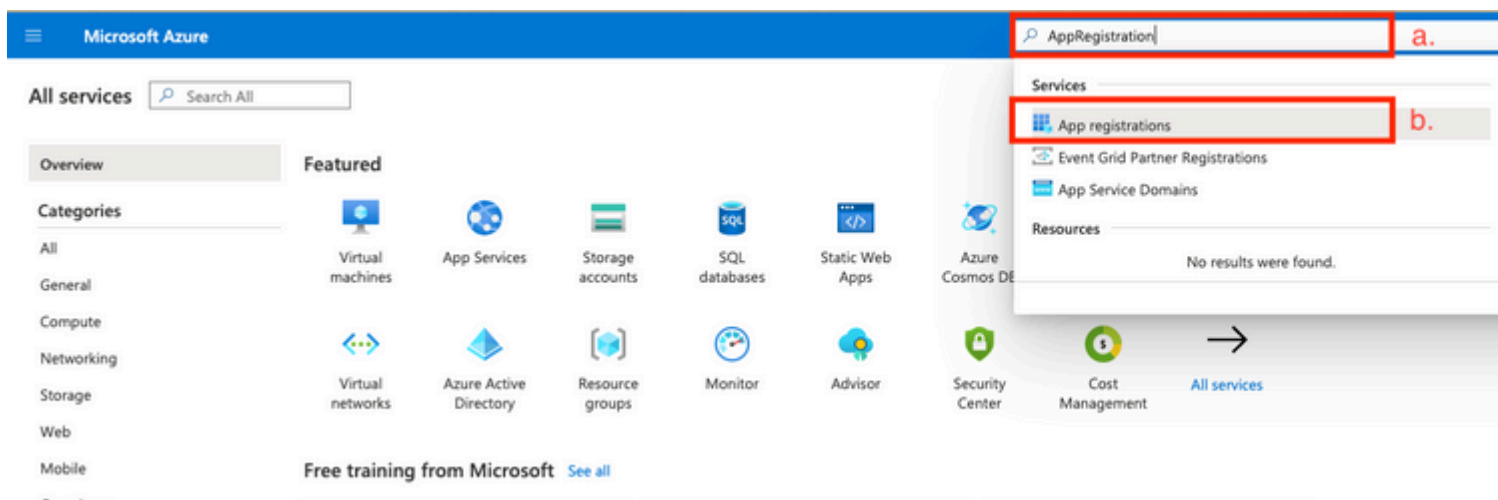 Microsoft Azure
AppRegistration
a.
All services
Search All
Services
App registrations
b.
Event Grid Partner Registrations
App Service Domains
Resources
No results were found.
Overview
Categories
All
General
Compute
Networking
Storage
Web
Mobile
Featured
Virtual
machines
App Services
Storage
accounts
SQL
SQL
databases
Static Web
Apps
Azure
Cosmos DB
Virtual
networks
Azure Active
Directory
Resource
groups
Monitor
Advisor
Security
Center
Cost
Management
All services
Free training from Microsoft See all